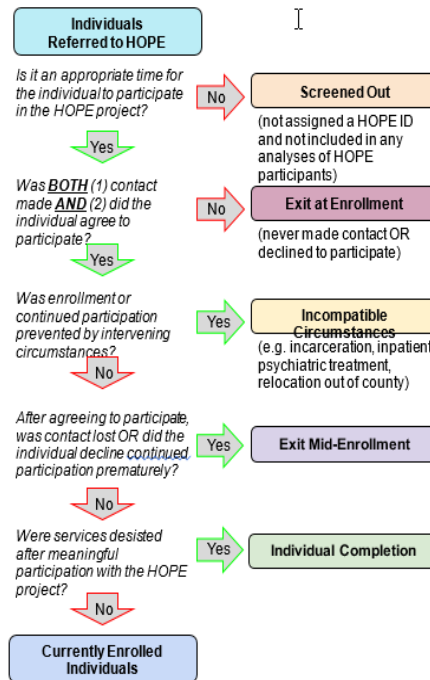 Individuals
Referred to HOPE
Is it an appropriate time for
the individual to participate
in the HOPE project?
No
Screened Out
(not assigned a HOPE ID
and not included in any
analyses of HOPE
participants)
Yes
Was BOTH (1) contact
made AND (2) did the
individual agree to
participate?
No
Exit at Enrollment
(never made contact OR
declined to participate)
Yes
Was enrollment or
continued participation
prevented by intervening
circumstances?
Yes
Incompatible
Circumstances
(e.g. incarceration, inpatient
psychiatric treatment,
relocation out of county)
No
After agreeing to participate,
was contact lost OR did the
individual decline continued
participation prematurely?
Yes
Exit Mid-Enrollment
No
Were services desisted
after meaningful
participation with the HOPE
project?
Yes
Individual Completion
No
Currently Enrolled
Individuals